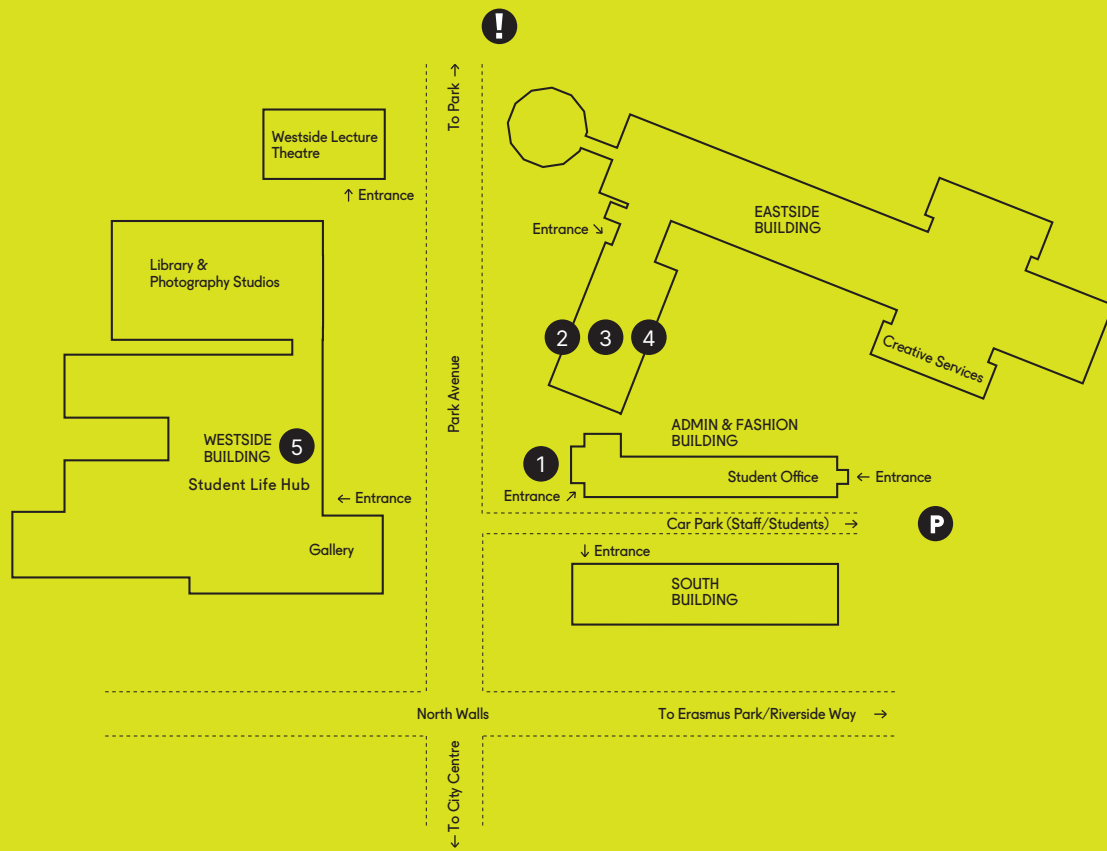 !
To Park →
Westside Lecture
Theatre
↑ Entrance
EASTSIDE
BUILDING
Entrance ↘
Library &
Photography Studios
2
3
4
Creative Services
Park Avenue
ADMIN & FASHION
BUILDING
WESTSIDE
BUILDING
5
Student Life Hub
1
Student Office
← Entrance
Entrance ↗
← Entrance
Car Park (Staff/Students) →
P
Gallery
↓ Entrance
SOUTH
BUILDING
North Walls
To Erasmus Park/Riverside Way →
← To City Centre